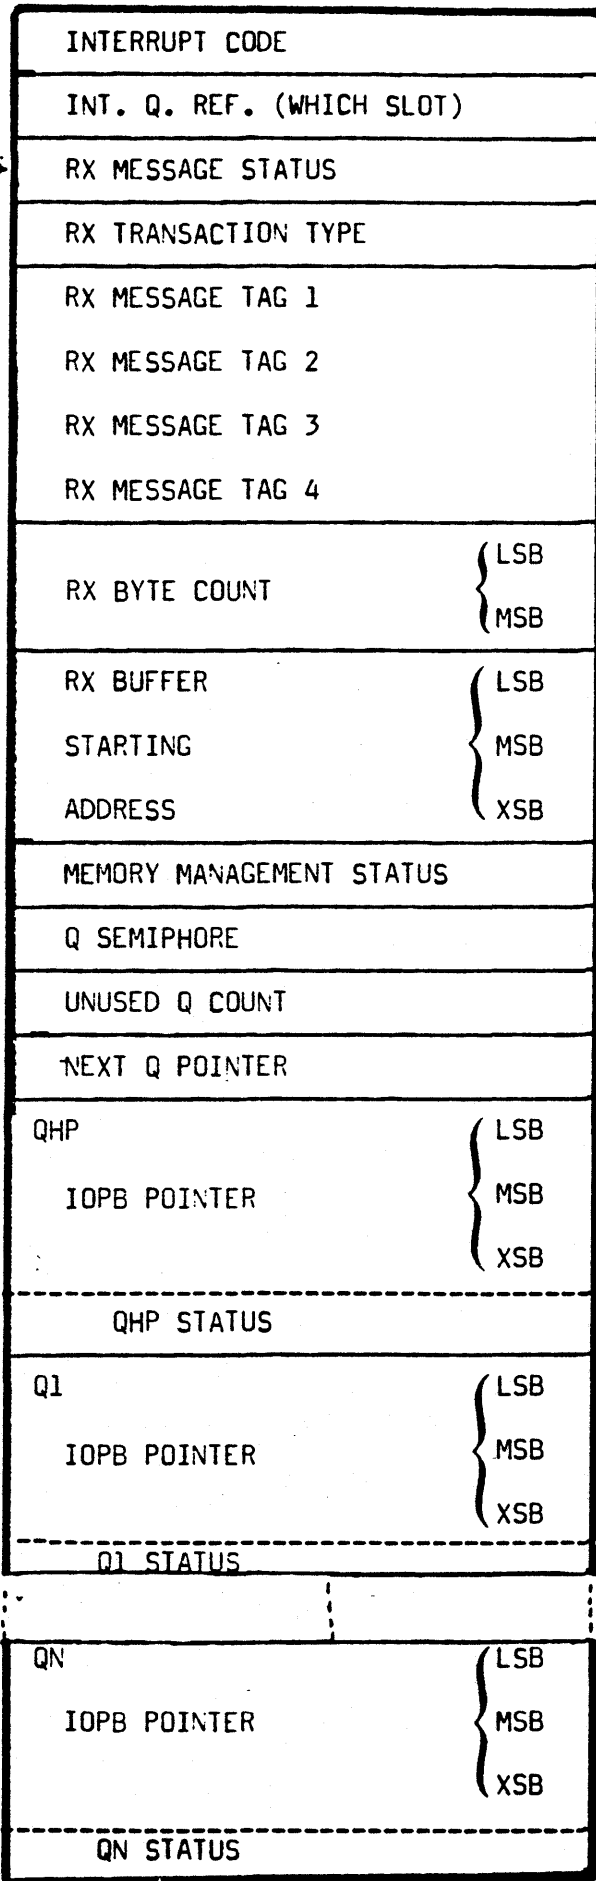 INTERRUPT CODE
INT. Q. REF. (WHICH SLOT)
RX MESSAGE STATUS
RX TRANSACTION TYPE
RX MESSAGE TAG 1
RX MESSAGE TAG 2
RX MESSAGE TAG 3
RX MESSAGE TAG 4
LSB
RX BYTE COUNT
MSB
RX BUFFER LSB
STARTING MSB
ADDRESS XSB
MEMORY MANAGEMENT STATUS
Q SEMIPHORE
UNUSED Q COUNT
NEXT Q POINTER
QHP LSB
IOPB POINTER MSB
XSB
QHP STATUS
Q1 LSB
IOPB POINTER MSB
XSB
Q1 STATUS
QN LSB
IOPB POINTER MSB
XSB
QN STATUS